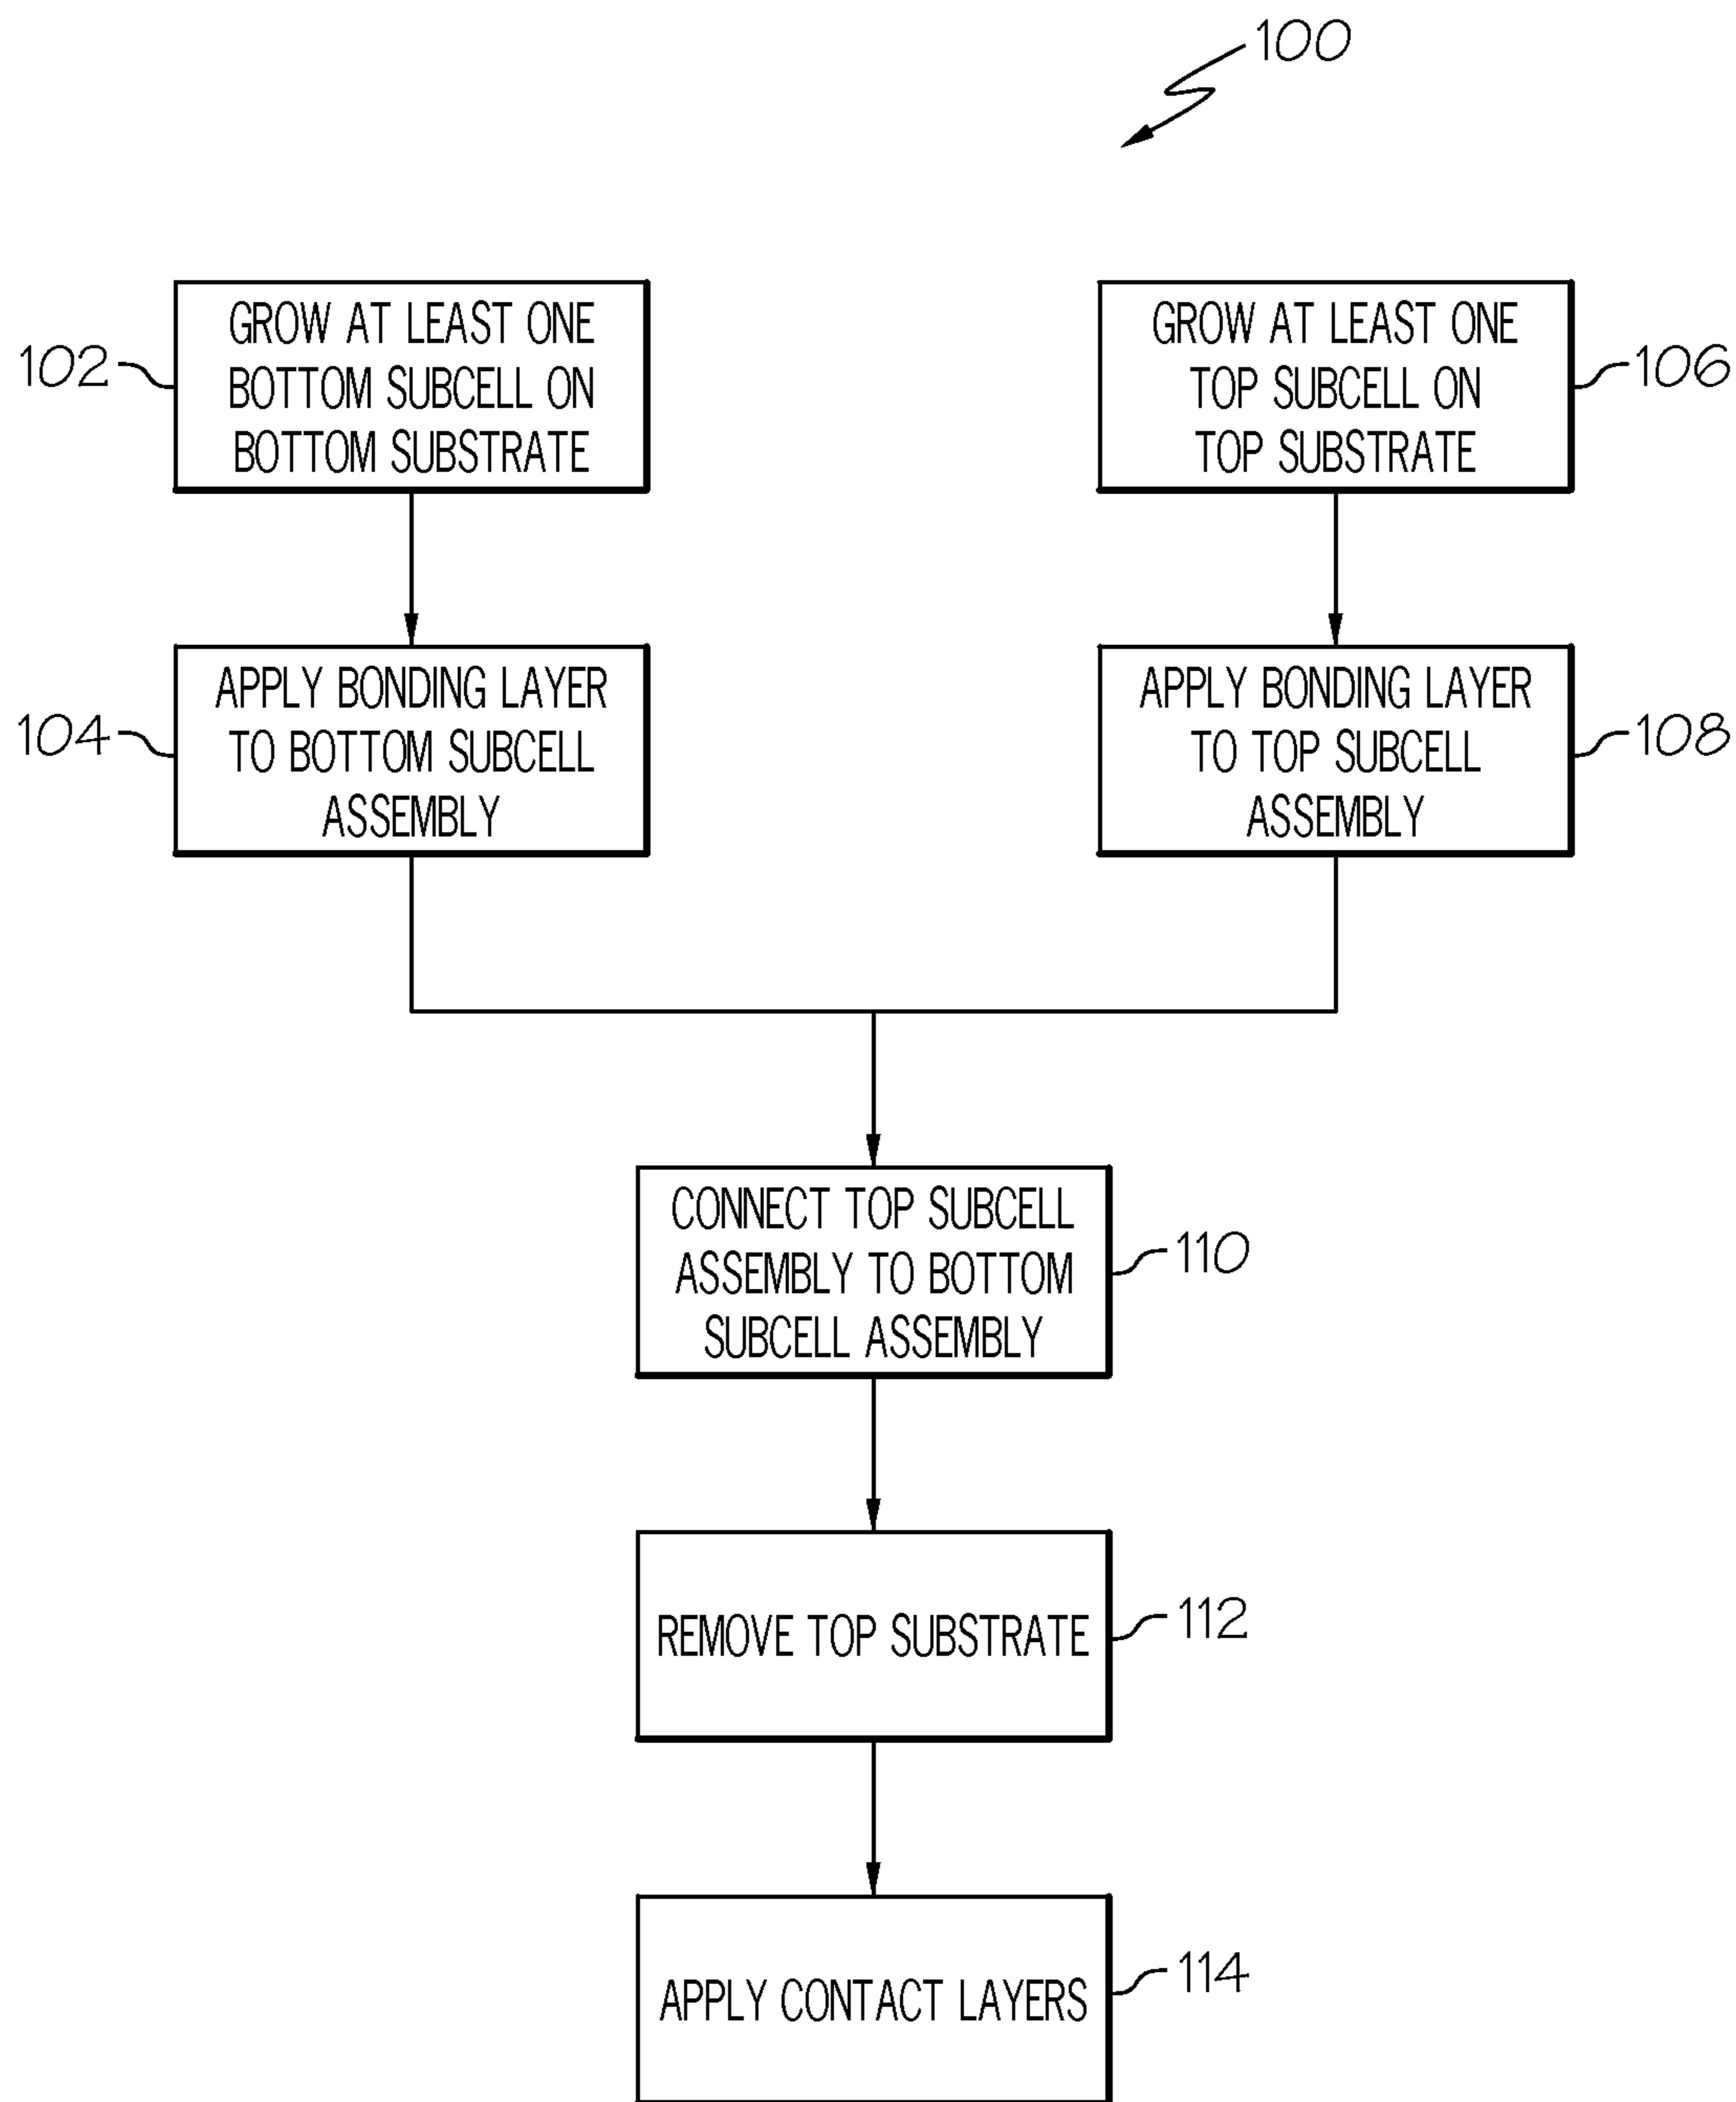 100
102
GROW AT LEAST ONE
BOTTOM SUBCELL ON
BOTTOM SUBSTRATE
GROW AT LEAST ONE
TOP SUBCELL ON
TOP SUBSTRATE
106
104
APPLY BONDING LAYER
TO BOTTOM SUBCELL
ASSEMBLY
APPLY BONDING LAYER
TO TOP SUBCELL
ASSEMBLY
108
CONNECT TOP SUBCELL
ASSEMBLY TO BOTTOM
SUBCELL ASSEMBLY
110
REMOVE TOP SUBSTRATE
112
APPLY CONTACT LAYERS
114